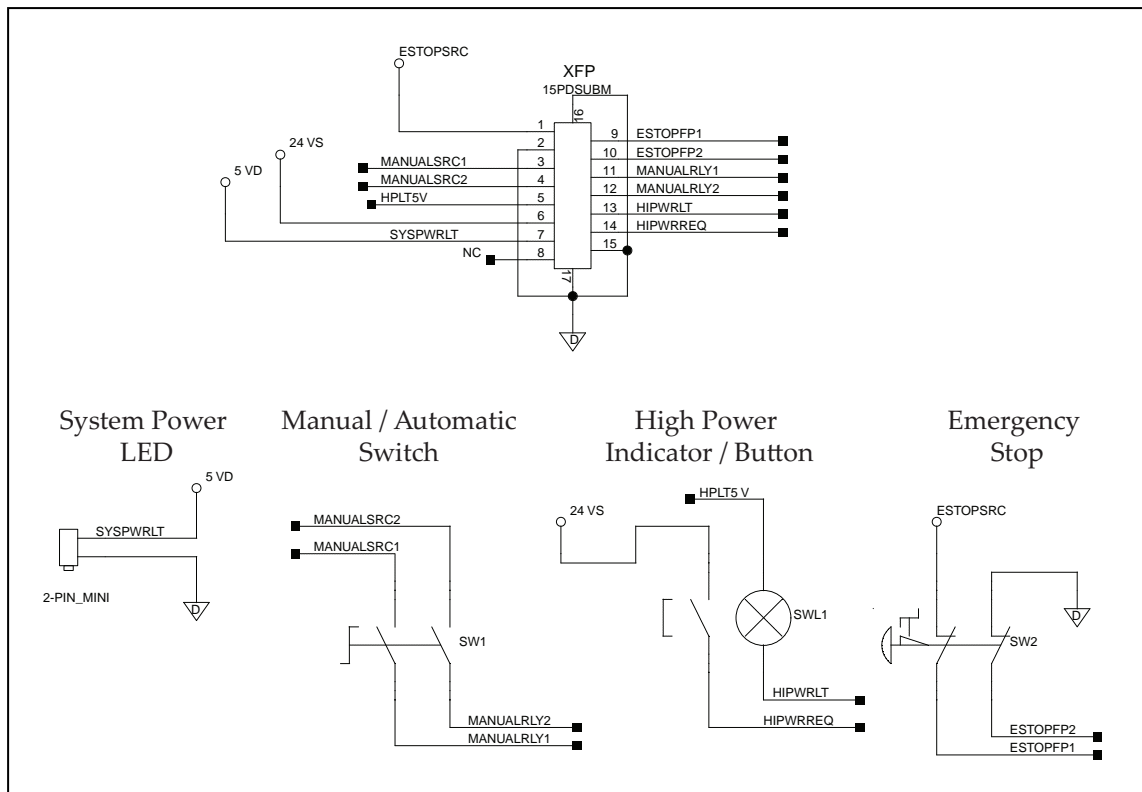 ESTOPSRC
XFP
15PDSUBM
16
24 VS
5 VD
1
2
MANUALSRC1 3
MANUALSRC2 4
HPLT5V 5
6
SYSPWRLT 7
NC 8
9 ESTOPFP1
10 ESTOPFP2
11 MANUALRLY1
12 MANUALRLY2
13 HIPWRLT
14 HIPWRREQ
15
17
D
System Power
LED
5 VD
SYSPWRLT
2-PIN_MINI
D
Manual / Automatic
Switch
MANUALSRC2
MANUALSRC1
SW1
MANUALRLY2
MANUALRLY1
High Power
Indicator / Button
HPLT5 V
24 VS
SWL1
HIPWRLT
HIPWRREQ
Emergency
Stop
ESTOPSRC
D
SW2
ESTOPFP2
ESTOPFP1